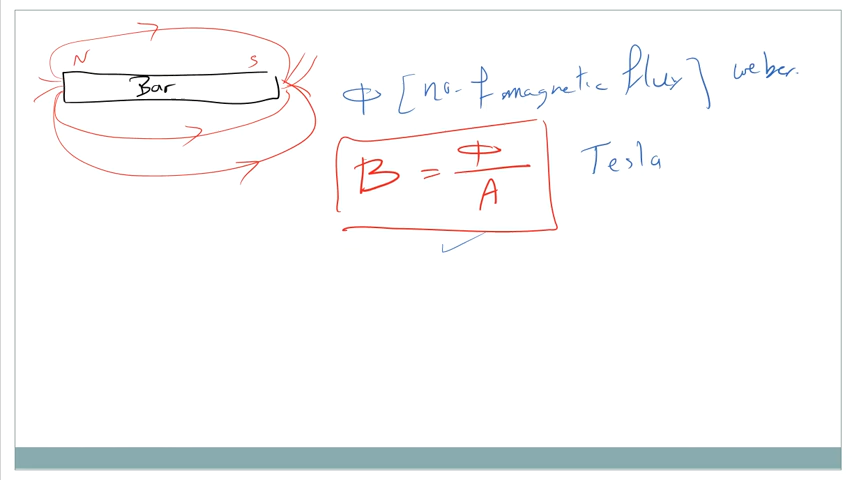 N S
Bar
Φ [no. of magnetic flux] weber.
B = Φ / A Tesla